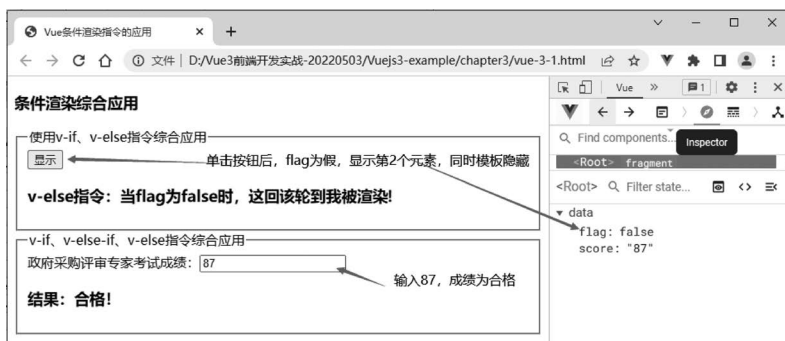 Vue条件渲染指令的应用
文件 | D:/Vue3前端开发实战-20220503/Vuejs3-example/chapter3/vue-3-1.html
Vue
1
条件渲染综合应用
使用v-if、v-else指令综合应用
显示
单击按钮后，flag为假，显示第2个元素，同时模板隐藏
v-else指令：当flag为false时，这回该轮到我被渲染!
v-if、v-else-if、v-else指令综合应用
政府采购评审专家考试成绩： 87
输入87，成绩为合格
结果：合格！
Find components...
Inspector
<Root> fragment
<Root> Filter state...
data
flag: false
score: "87"